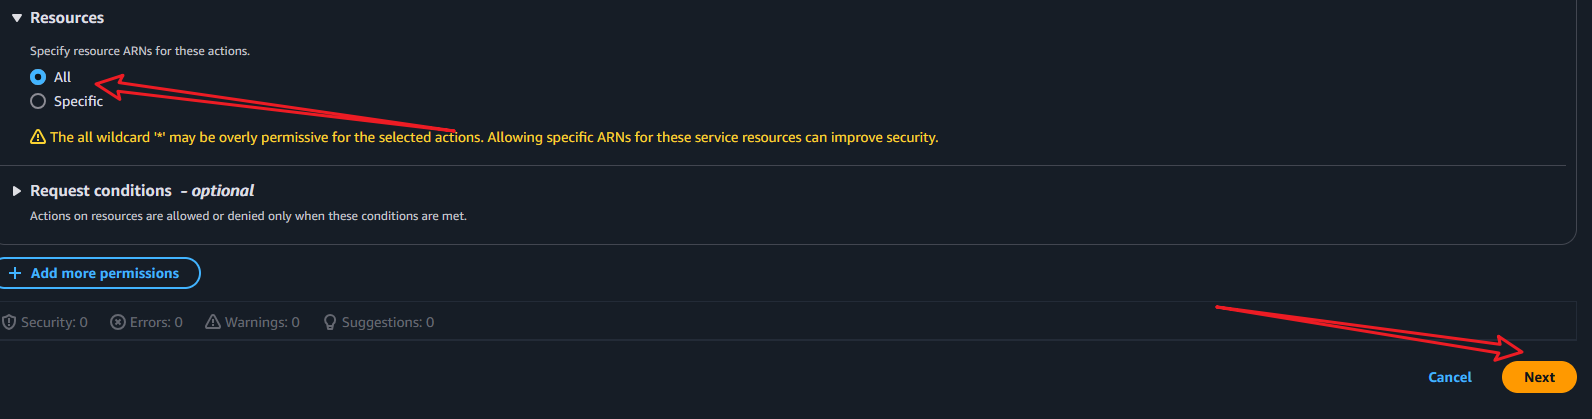 Resources
Specify resource ARNs for these actions.
All
Specific
The all wildcard '*' may be overly permissive for the selected actions. Allowing specific ARNs for these service resources can improve security.
Request conditions - optional
Actions on resources are allowed or denied only when these conditions are met.
+ Add more permissions
Security: 0 Errors: 0 Warnings: 0 Suggestions: 0
Cancel Next